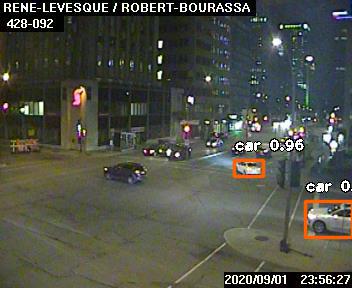 RENE-LEVESQUE / ROBERT-BOURASSA
428-092
car 0.96
car 0.
2020/09/01 23:56:27